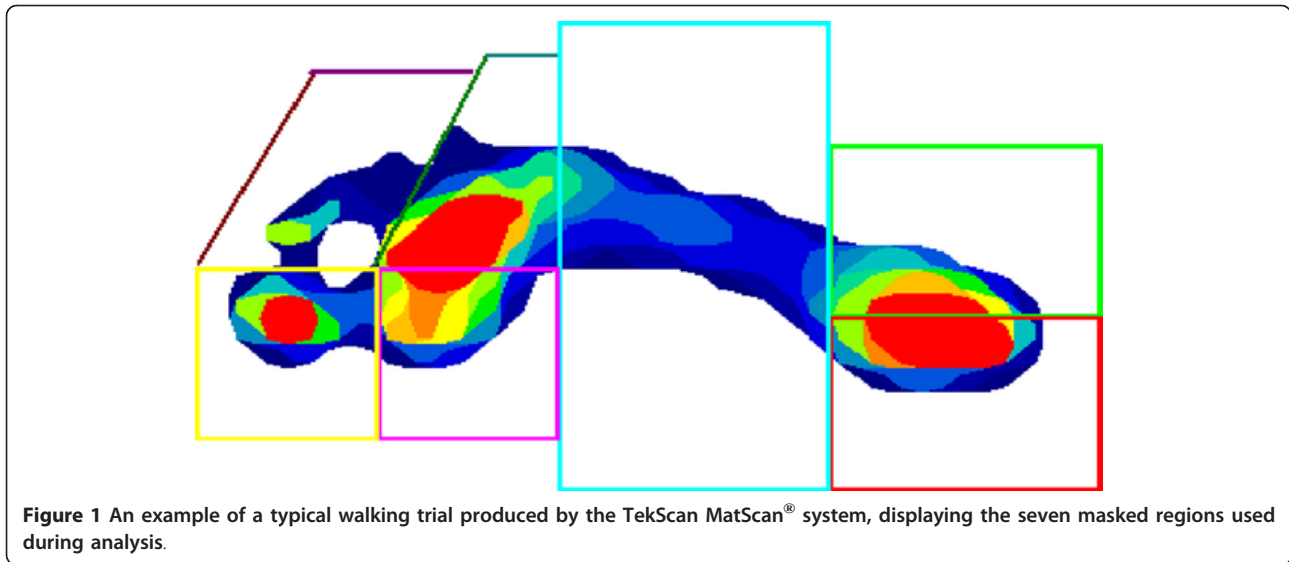 Figure 1 An example of a typical walking trial produced by the TekScan MatScan® system, displaying the seven masked regions used
during analysis.